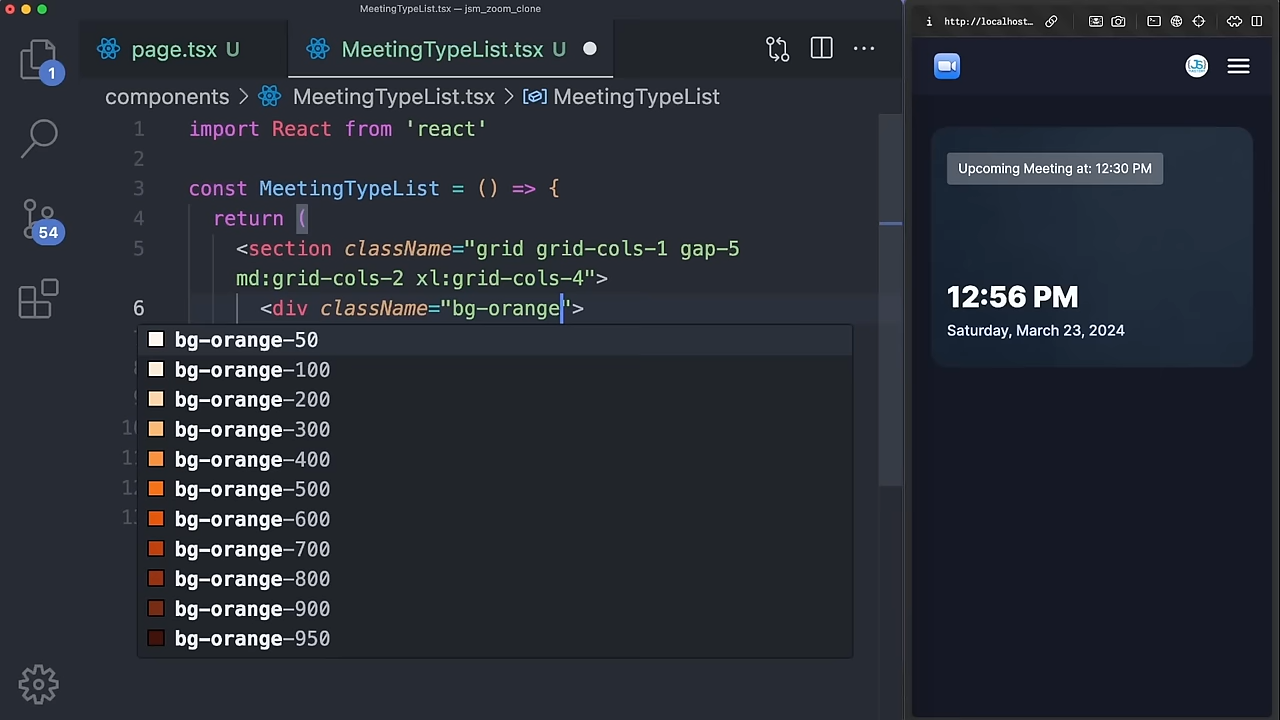 MeetingTypeList.tsx — jsm_zoom_clone
page.tsx U
MeetingTypeList.tsx U
components > MeetingTypeList.tsx > MeetingTypeList
1 import React from 'react'
2
3 const MeetingTypeList = () => {
4 return (
5 <section className="grid grid-cols-1 gap-5
md:grid-cols-2 xl:grid-cols-4">
6 <div className="bg-orange">
bg-orange-50
bg-orange-100
bg-orange-200
bg-orange-300
bg-orange-400
bg-orange-500
bg-orange-600
bg-orange-700
bg-orange-800
bg-orange-900
bg-orange-950
1
54
http://localhost…
JS
Upcoming Meeting at: 12:30 PM
12:56 PM
Saturday, March 23, 2024